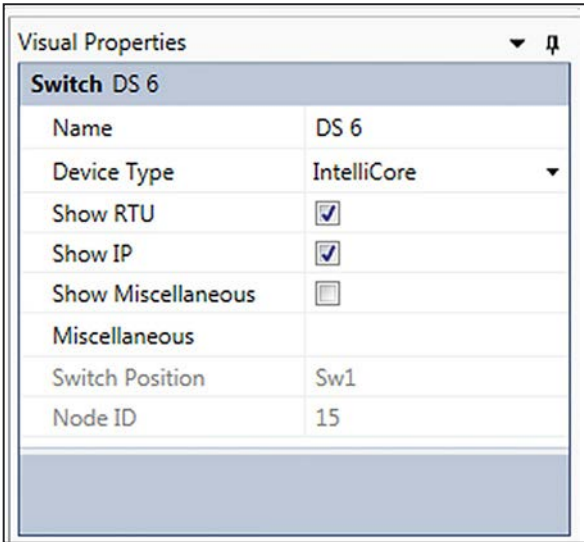 Visual Properties
Switch DS 6
Name DS 6
Device Type IntelliCore
Show RTU
Show IP
Show Miscellaneous
Miscellaneous
Switch Position Sw1
Node ID 15